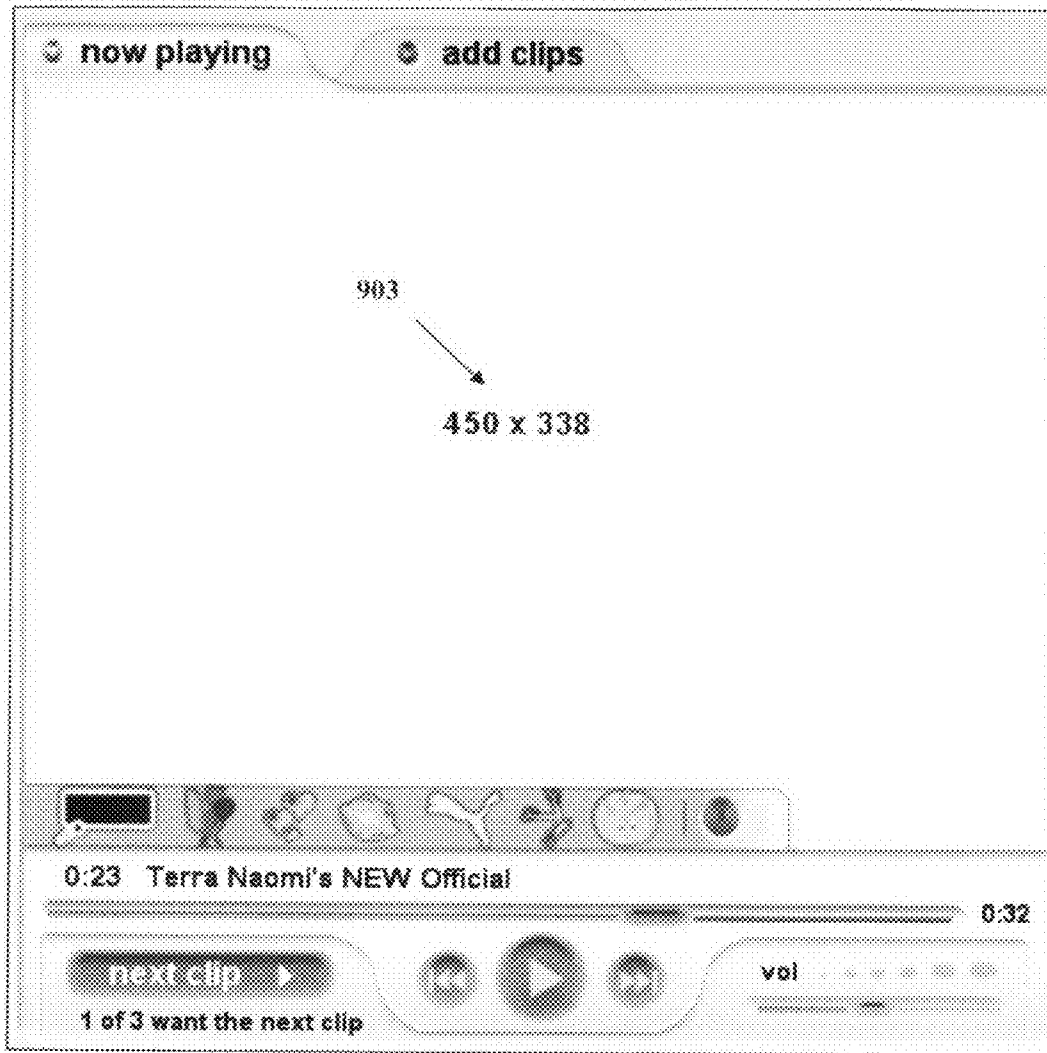 now playing add clips
903
450 x 338
0:23 Terra Naomi's NEW Official
0:32
next clip
vol
1 of 3 want the next clip